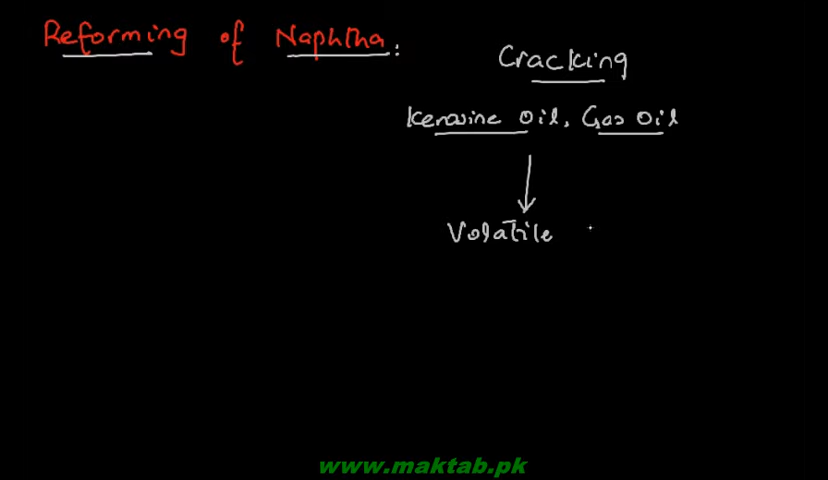 Reforming of Naphtha:
Cracking
Kerosine Oil, Gas Oil
Volatile
www.maktab.pk